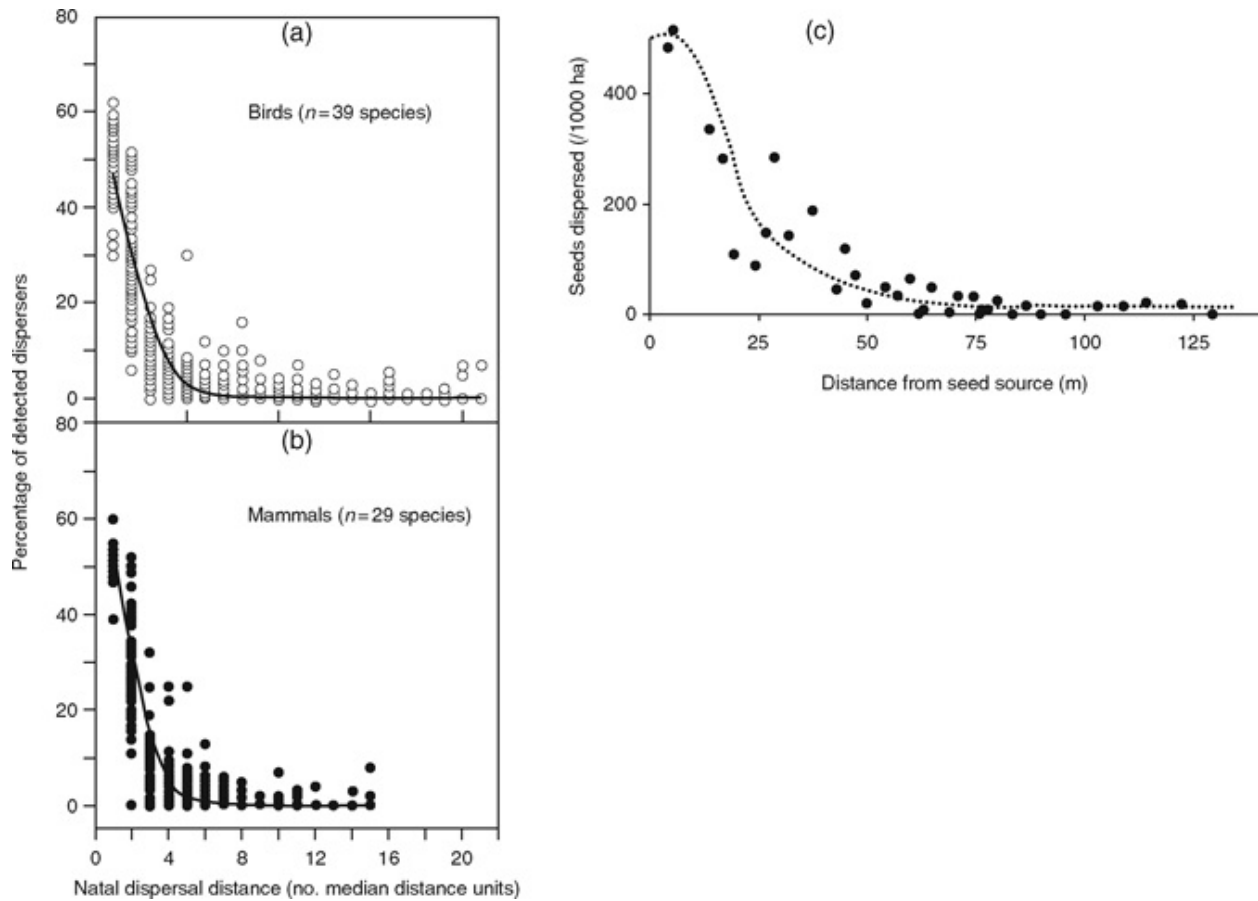 80
(a)
Birds (n=39 species)
60
40
20
0
Percentage of detected dispersers
80
(b)
Mammals (n=29 species)
60
40
20
0
0 4 8 12 16 20
Natal dispersal distance (no. median distance units)
(c)
Seeds dispersed (/1000 ha)
400
200
0
0 25 50 75 100 125
Distance from seed source (m)